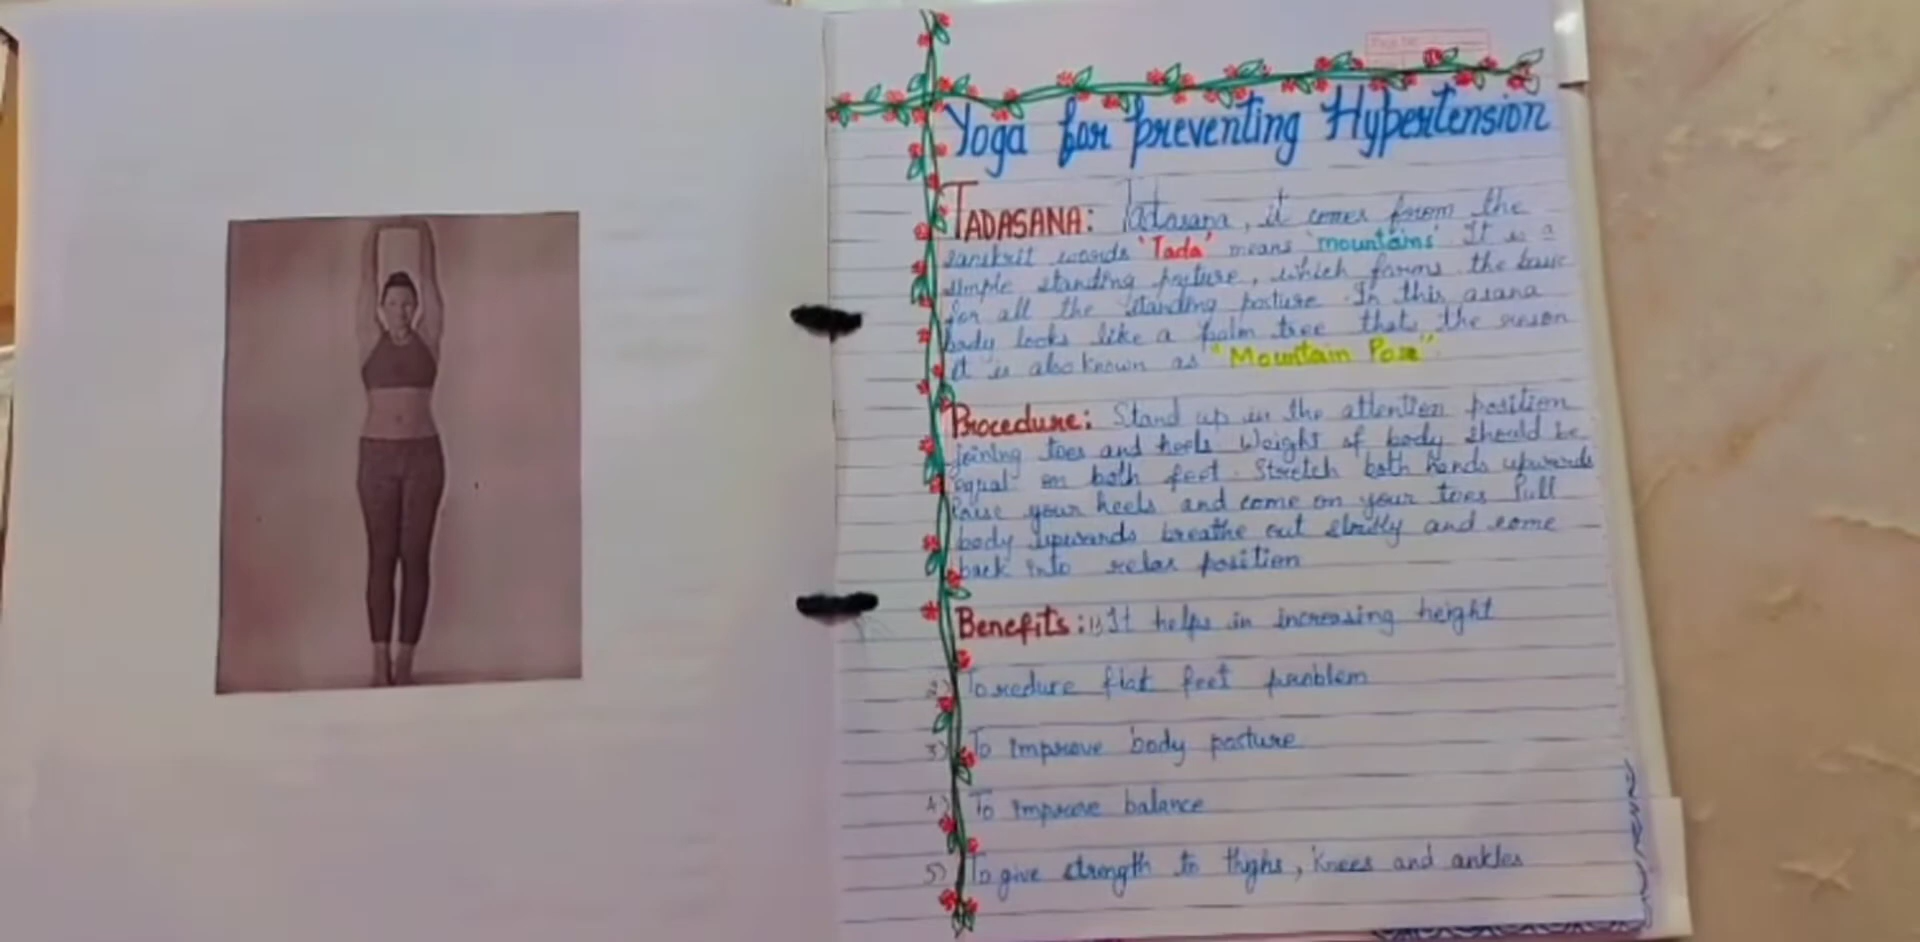 Page No.
Yoga for preventing Hypertension
TADASANA: Tadasana, it comes from the
sanskrit words 'Tada' means 'mountains' It is a
simple standing posture, which forms the basic
for all the standing posture. In this asana
body looks like a palm tree thats the reason
it is also known as "Mountain Pose".
Procedure: Stand up in the attention position
joining toes and heels. Weight of body should be
equal on both feet. Stretch both hands upwards
Raise your heels and come on your toes Pull
body upwards breathe out slowly and come
back into relax position
Benefits: 1) It helps in increasing height
2) To redure flat feet problem
3) To improve body posture
4) To improve balance
5) To give strength to thighs, Knees and ankles